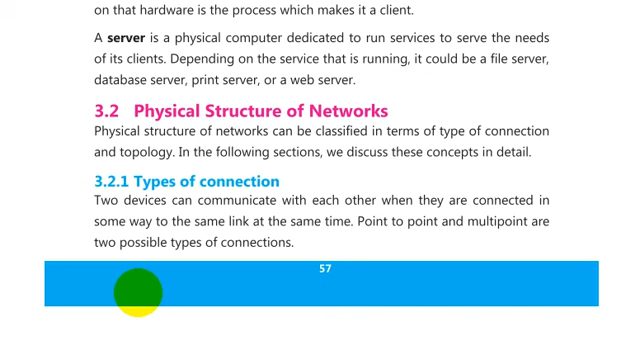 on that hardware is the process which makes it a client.
A server is a physical computer dedicated to run services to serve the needs
of its clients. Depending on the service that is running, it could be a file server,
database server, print server, or a web server.
3.2 Physical Structure of Networks
Physical structure of networks can be classified in terms of type of connection
and topology. In the following sections, we discuss these concepts in detail.
3.2.1 Types of connection
Two devices can communicate with each other when they are connected in
some way to the same link at the same time. Point to point and multipoint are
two possible types of connections.
57